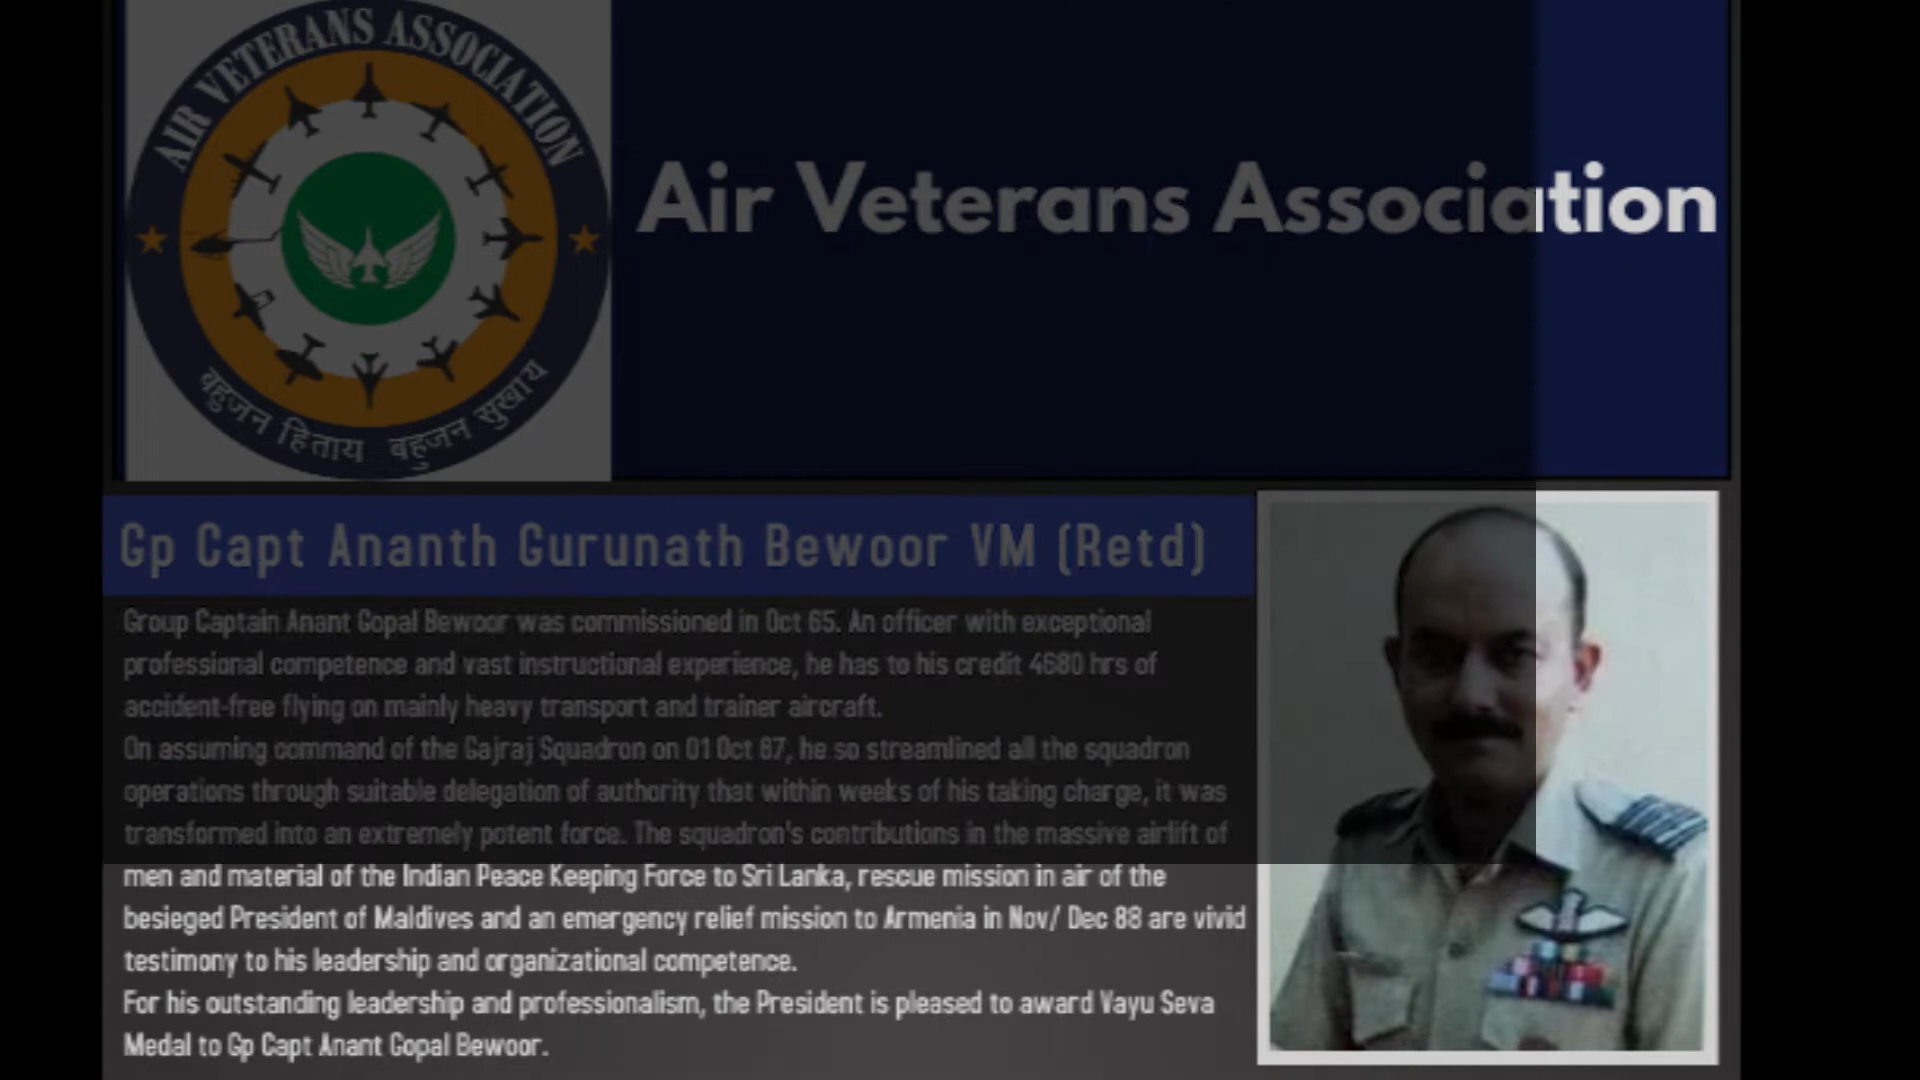 AIR VETERANS ASSOCIATION
बहुजन हिताय बहुजन सुखाय
Air Veterans Association
Gp Capt Ananth Gurunath Bewoor VM (Retd)
Group Captain Anant Gopal Bewoor was commissioned in Oct 65. An officer with exceptional
professional competence and vast instructional experience, he has to his credit 4680 hrs of
accident-free flying on mainly heavy transport and trainer aircraft.
On assuming command of the Gajraj Squadron on 01 Oct 87, he so streamlined all the squadron
operations through suitable delegation of authority that within weeks of his taking charge, it was
transformed into an extremely potent force. The squadron's contributions in the massive airlift of
men and material of the Indian Peace Keeping Force to Sri Lanka, rescue mission in air of the
besieged President of Maldives and an emergency relief mission to Armenia in Nov/ Dec 88 are vivid
testimony to his leadership and organizational competence.
For his outstanding leadership and professionalism, the President is pleased to award Vayu Seva
Medal to Gp Capt Anant Gopal Bewoor.